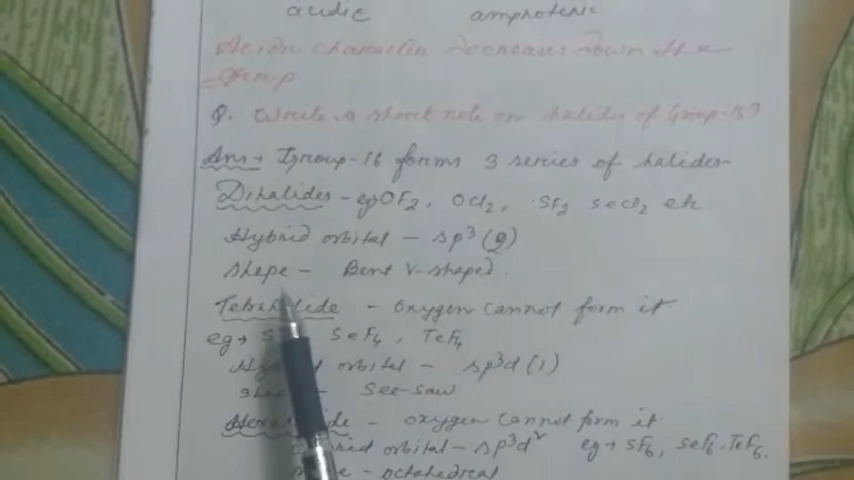 acidic amphoteric
Acidic character decreases down the
group.
Q. Write a short note on halides of Group-15?
Ans → Group-16 forms 3 series of halides-
Dihalides - eg) OF2, OCl2, SF2 SeCl2 etc
Hybrid orbital - sp³ (2)
Shape - Bent V-shaped.
Tetrahalide - Oxygen cannot form it
eg → SeF4, TeF4
orbital - sp³d (1)
See-saw
- oxygen cannot form it
orbital - sp³d² eg → SF6, SeF6, TeF6.
- octahedrical